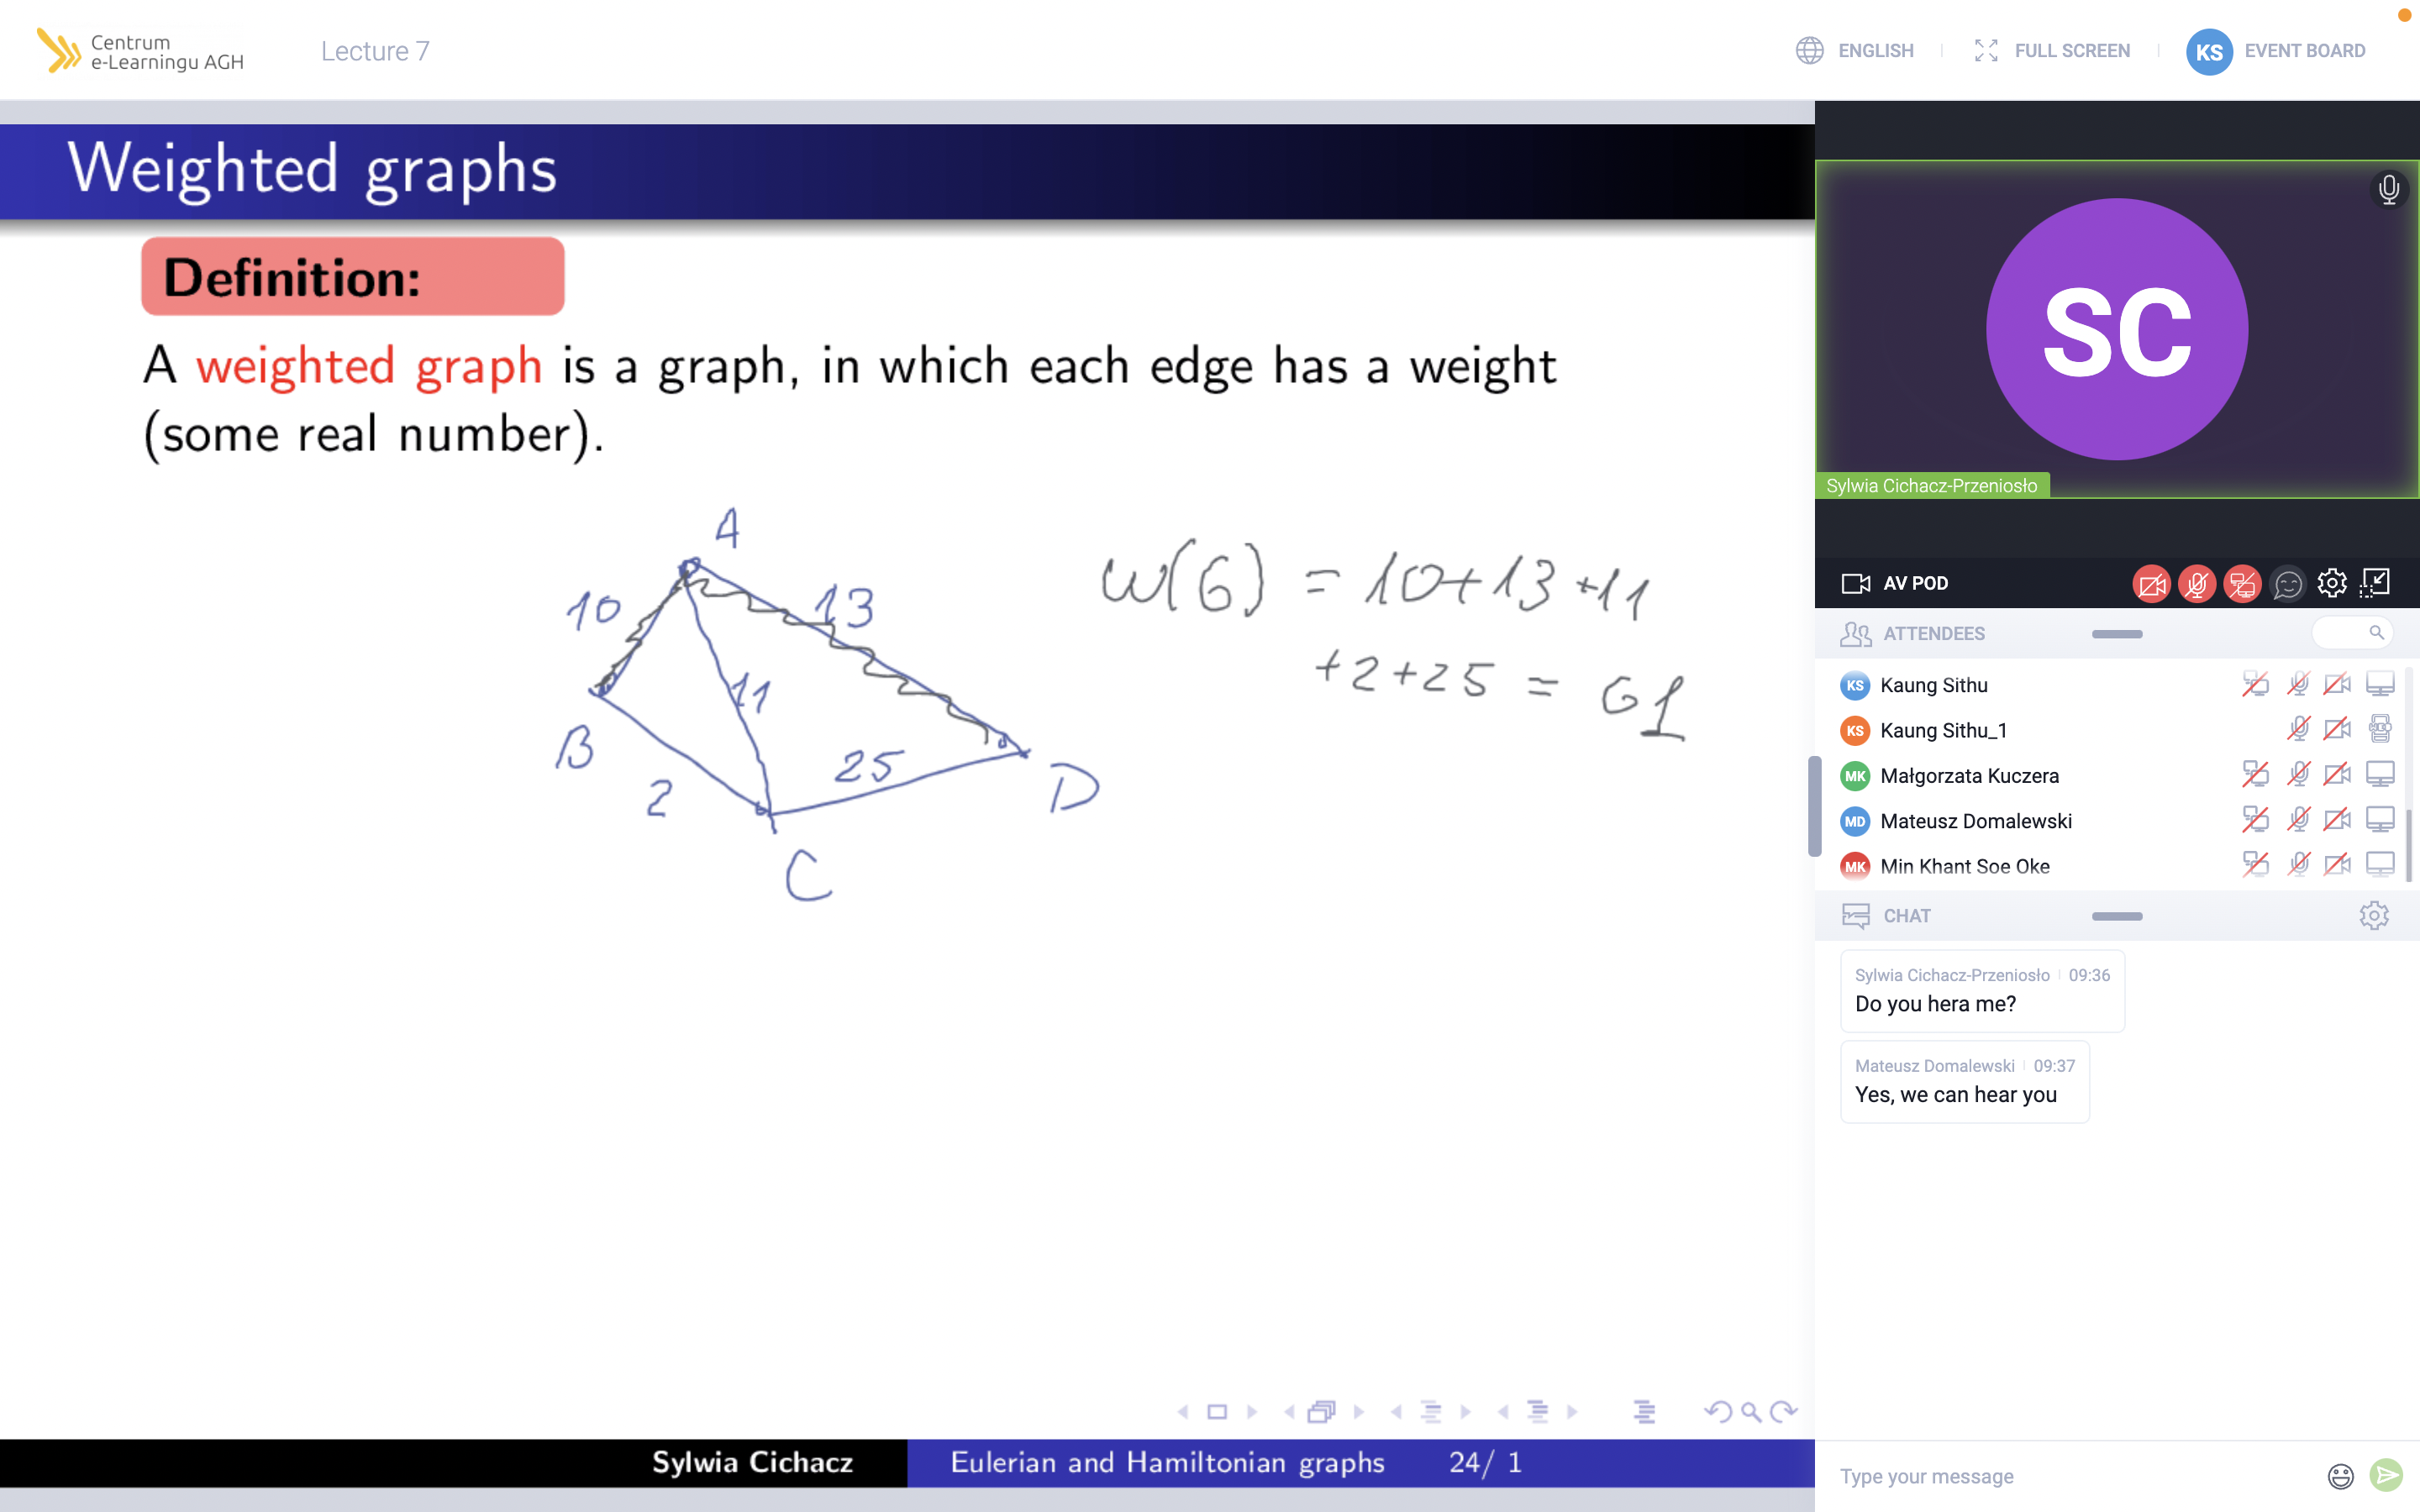 Centrum
e-Learningu AGH
Lecture 7
ENGLISH
FULL SCREEN
KS
EVENT BOARD
Weighted graphs
Definition:
A weighted graph is a graph, in which each edge has a weight
(some real number).
A
10
13
11
B
2
25
C
D
w(G) = 10+13+11
+2+25 = 61
Sylwia Cichacz
Eulerian and Hamiltonian graphs
24/ 1
SC
Sylwia Cichacz-Przeniosło
AV POD
ATTENDEES
KS Kaung Sithu
KS Kaung Sithu_1
MK Małgorzata Kuczera
MD Mateusz Domalewski
MK Min Khant Soe Oke
CHAT
Sylwia Cichacz-Przeniosło 09:36
Do you hera me?
Mateusz Domalewski 09:37
Yes, we can hear you
Type your message